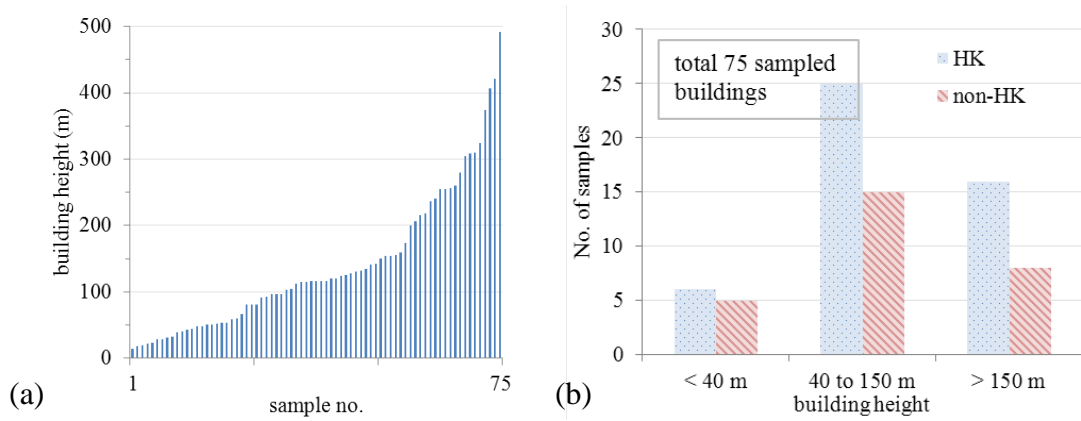 500
400
300
200
100
0
building height (m)
1
75
sample no.
(a)
30
25
20
15
10
5
0
No. of samples
total 75 sampled
buildings
HK
non-HK
< 40 m
40 to 150 m
> 150 m
building height
(b)